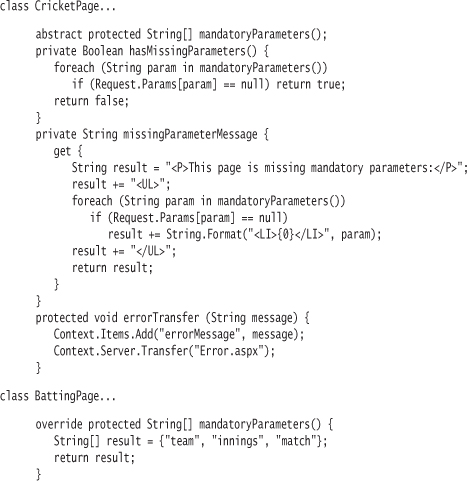 class CricketPage...
abstract protected String[] mandatoryParameters();
private Boolean hasMissingParameters() {
foreach (String param in mandatoryParameters())
if (Request.Params[param] == null) return true;
return false;
}
private String missingParameterMessage {
get {
String result = "<P>This page is missing mandatory parameters:</P>";
result += "<UL>";
foreach (String param in mandatoryParameters())
if (Request.Params[param] == null)
result += String.Format("<LI>{0}</LI>", param);
result += "</UL>";
return result;
}
}
protected void errorTransfer (String message) {
Context.Items.Add("errorMessage", message);
Context.Server.Transfer("Error.aspx");
}
class BattingPage...
override protected String[] mandatoryParameters() {
String[] result = {"team", "innings", "match"};
return result;
}